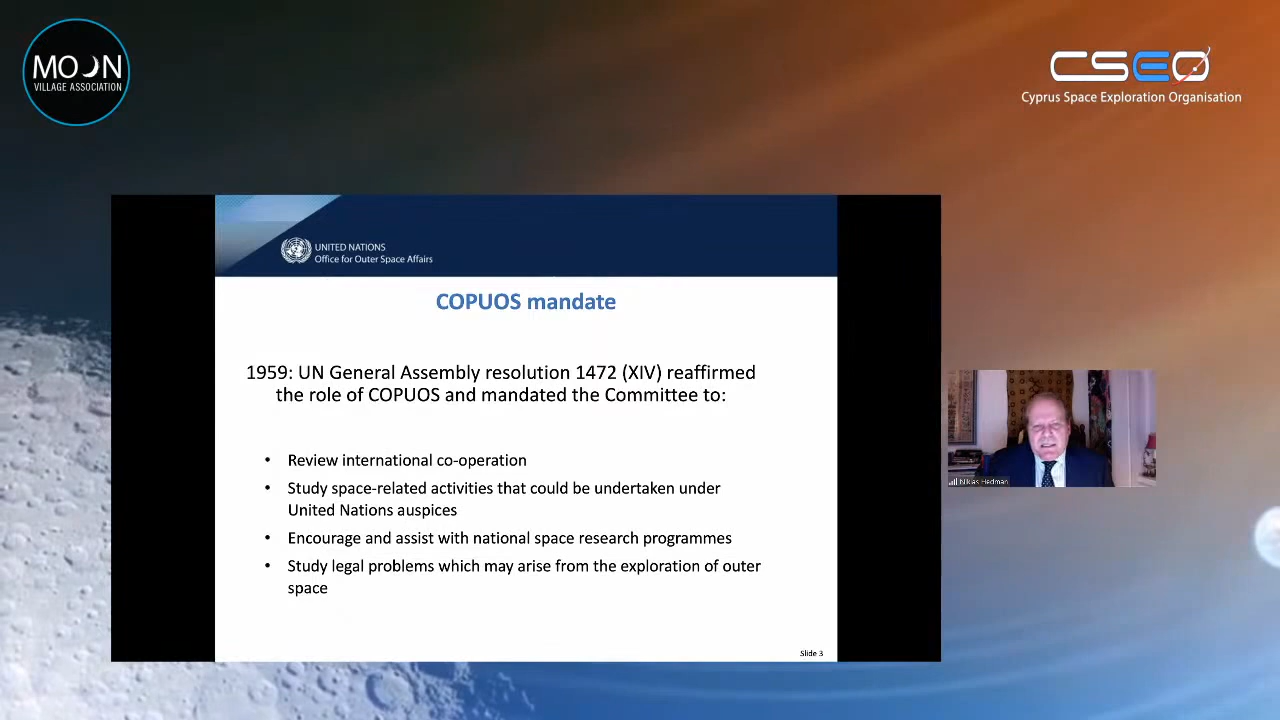 MOON
VILLAGE ASSOCIATION
CSEO
Cyprus Space Exploration Organisation
UNITED NATIONS
Office for Outer Space Affairs
COPUOS mandate
1959: UN General Assembly resolution 1472 (XIV) reaffirmed
the role of COPUOS and mandated the Committee to:
• Review international co-operation
• Study space-related activities that could be undertaken under
United Nations auspices
• Encourage and assist with national space research programmes
• Study legal problems which may arise from the exploration of outer
space
Slide 3
Niklas Hedman